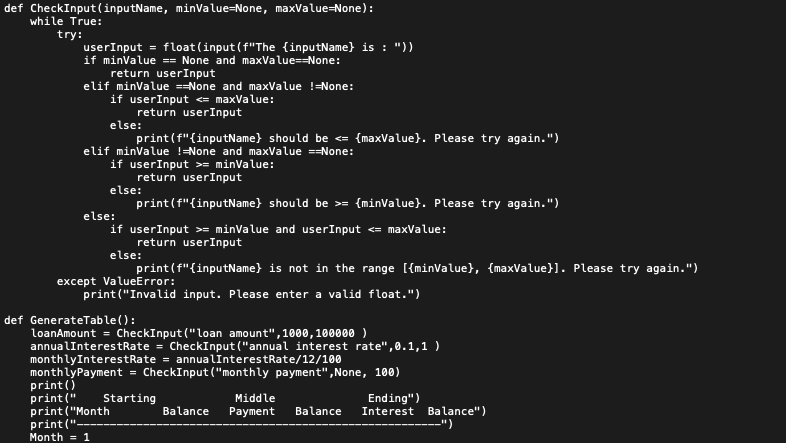 def CheckInput(inputName, minValue=None, maxValue=None):
    while True:
        try:
            userInput = float(input(f"The {inputName} is : "))
            if minValue == None and maxValue==None:
                return userInput
            elif minValue ==None and maxValue !=None:
                if userInput <= maxValue:
                    return userInput
                else:
                    print(f"{inputName} should be <= {maxValue}. Please try again.")
            elif minValue !=None and maxValue ==None:
                if userInput >= minValue:
                    return userInput
                else:
                    print(f"{inputName} should be >= {minValue}. Please try again.")
            else:
                if userInput >= minValue and userInput <= maxValue:
                    return userInput
                else:
                    print(f"{inputName} is not in the range [{minValue}, {maxValue}]. Please try again.")
        except ValueError:
            print("Invalid input. Please enter a valid float.")

def GenerateTable():
    loanAmount = CheckInput("loan amount",1000,100000 )
    annualInterestRate = CheckInput("annual interest rate",0.1,1 )
    monthlyInterestRate = annualInterestRate/12/100
    monthlyPayment = CheckInput("monthly payment",None, 100)
    print()
    print("    Starting            Middle              Ending")
    print("Month        Balance   Payment   Balance   Interest  Balance")
    print("-------------------------------------------------------")
    Month = 1